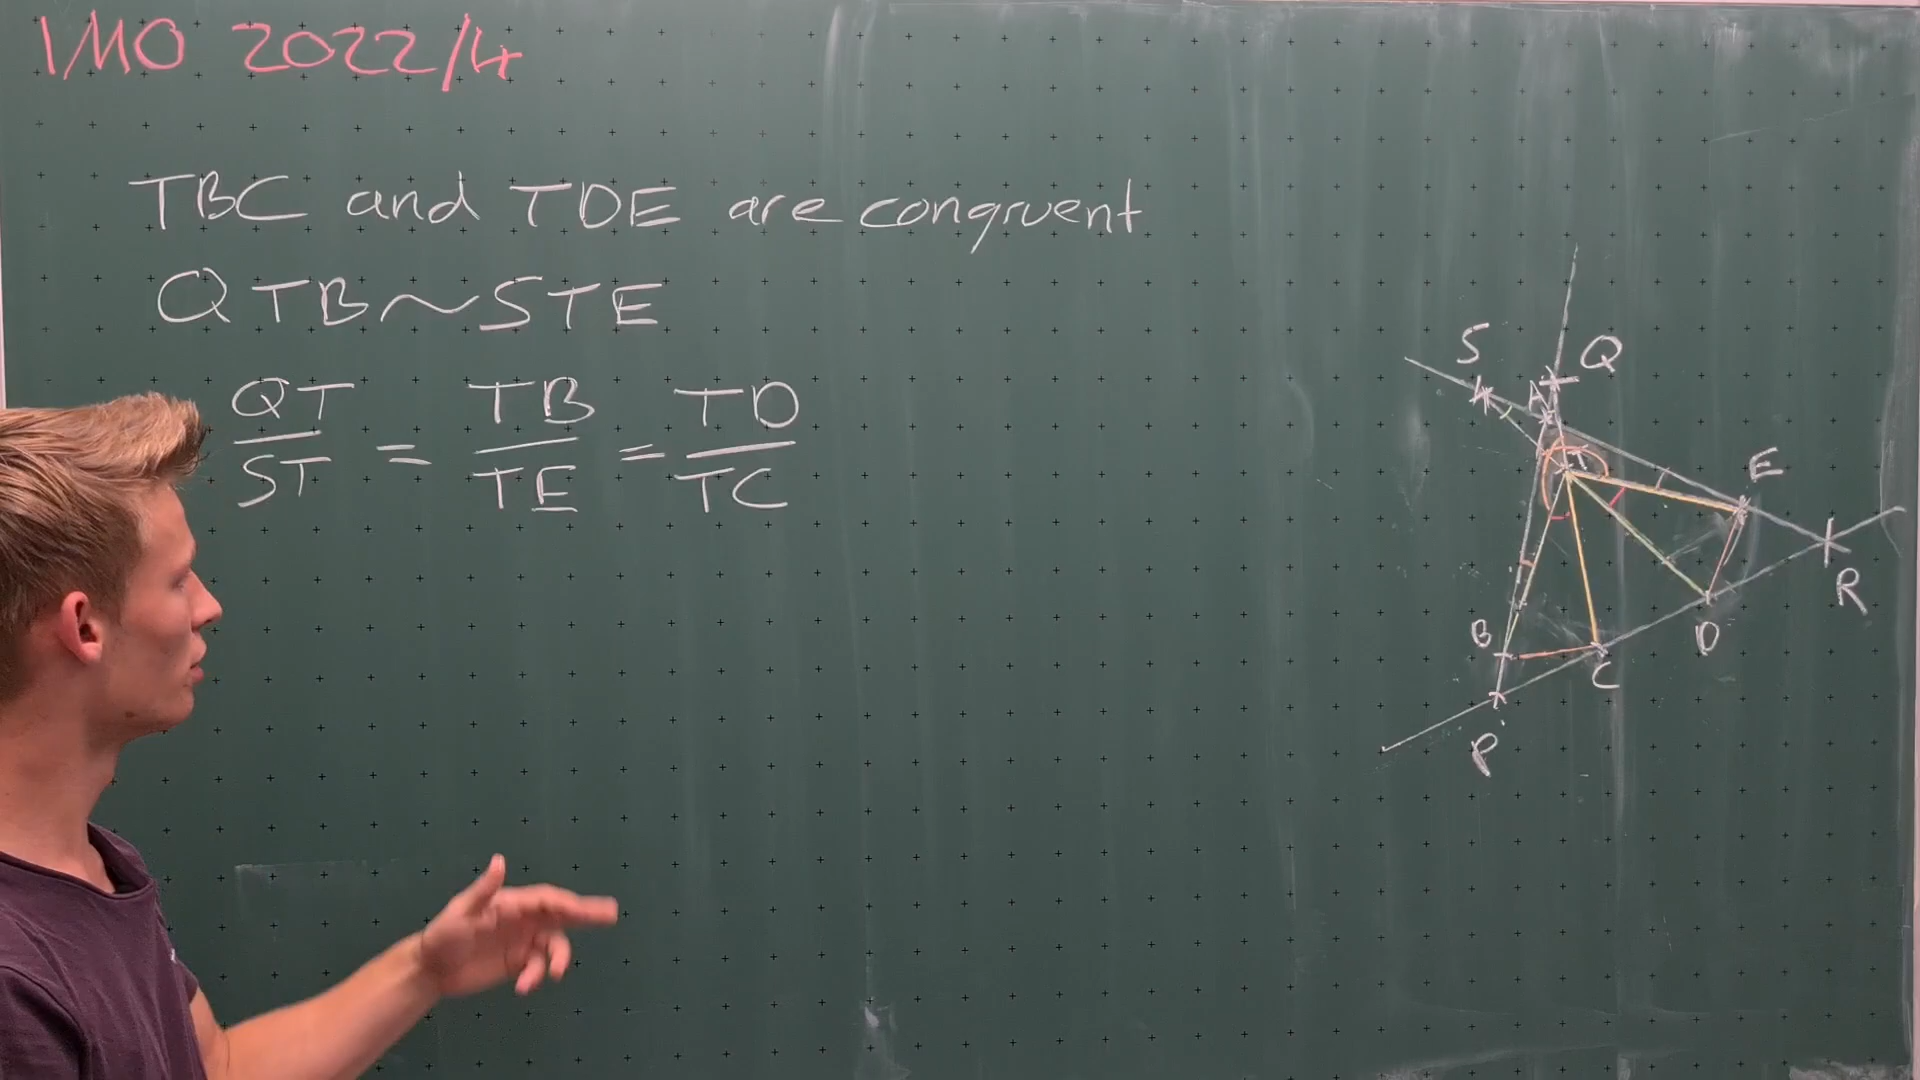 IMO 2022/4
TBC and TDE are congruent
QTB ~ STE
QT/ST = TB/TE = TD/TC
S Q
A
T E
R
B D
C
P